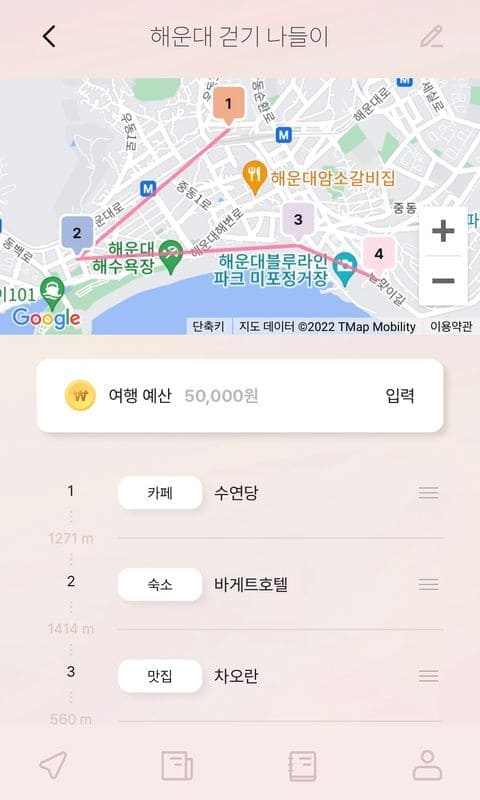 해운대 걷기 나들이
1
우동1로
중동순환로
해운대로
세실로
M
M
해운대암소갈비집
M
중동1로
중동
2
3
4
동백로
해운대
해수욕장
해운대해변로
해운대블루라인
파크 미포정거장
달맞이길
이101
Google
단축키
지도 데이터 ©2022 TMap Mobility
이용약관
여행 예산 50,000원 입력
1 카페 수연당
1271 m
2 숙소 바게트호텔
1414 m
3 맛집 차오란
560 m